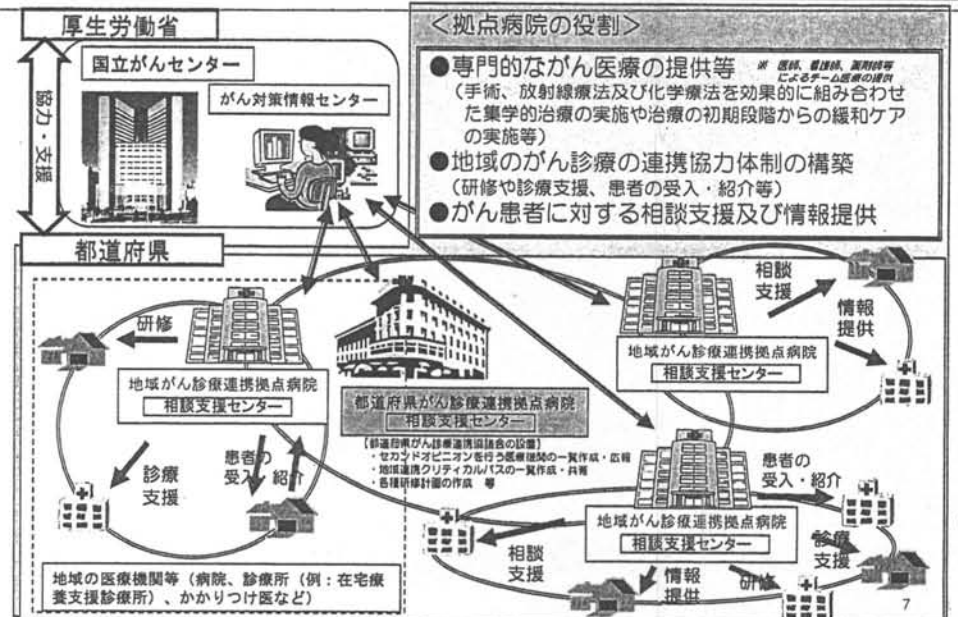 厚生労働省
国立がんセンター
がん対策情報センター
協力・支援
都道府県
＜拠点病院の役割＞
●専門的ながん医療の提供等 ※ 医師、看護師、薬剤師等
によるチーム医療の提供
（手術、放射線療法及び化学療法を効果的に組み合わせ
た集学的治療の実施や治療の初期段階からの緩和ケア
の実施等）
●地域のがん診療の連携協力体制の構築
（研修や診療支援、患者の受入・紹介等）
●がん患者に対する相談支援及び情報提供
研修
地域がん診療連携拠点病院
相談支援センター
診療
支援
患者の
受入・紹介
地域の医療機関等（病院、診療所（例：在宅療
養支援診療所）、かかりつけ医など）
都道府県がん診療連携拠点病院
相談支援センター
【都道府県がん診療連携協議会の設置】
・セカンドオピニオンを行う医療機関の一覧作成・広報
・地域連携クリティカルパスの一覧作成・共有
・各種研修計画の作成 等
相談
支援
情報
提供
地域がん診療連携拠点病院
相談支援センター
患者の
受入・紹介
地域がん診療連携拠点病院
相談支援センター
診療
支援
相談
支援
情報
提供
研修
7